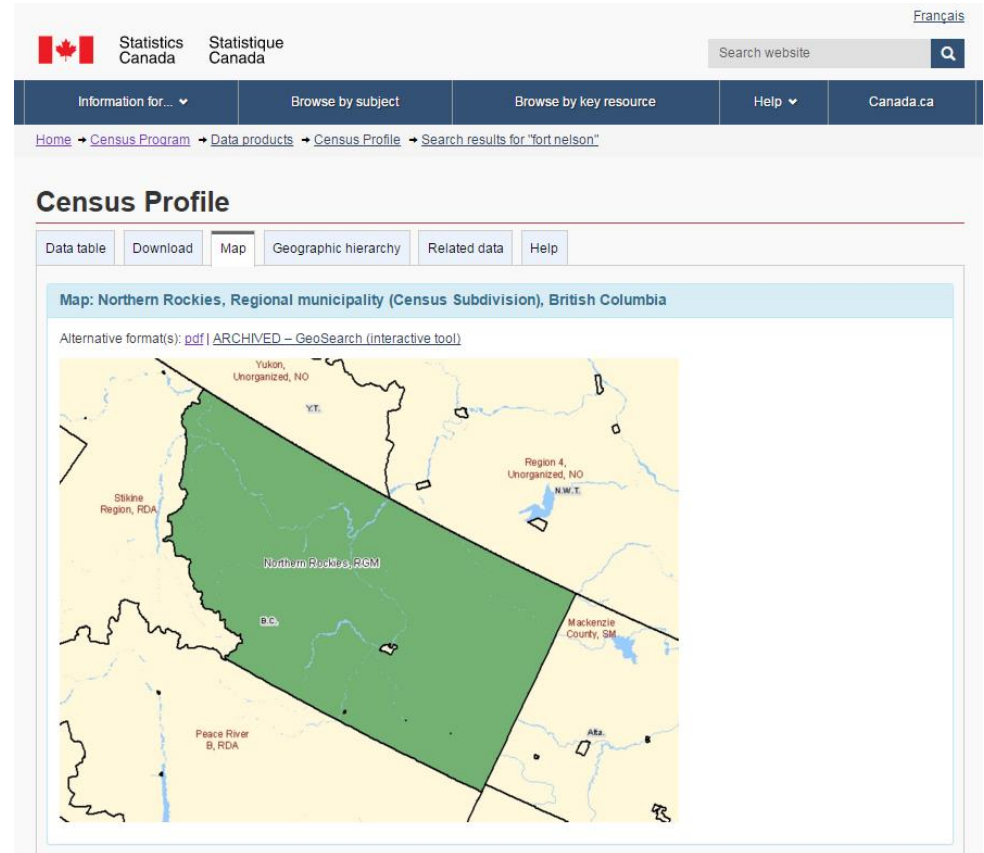 Français
Statistics Canada
Statistique Canada
Search website
Information for...
Browse by subject
Browse by key resource
Help
Canada.ca
Home → Census Program → Data products → Census Profile → Search results for "fort nelson"
Census Profile
Data table
Download
Map
Geographic hierarchy
Related data
Help
Map: Northern Rockies, Regional municipality (Census Subdivision), British Columbia
Alternative format(s): pdf | ARCHIVED – GeoSearch (interactive tool)
Yukon,
Unorganized, NO
Y.T.
Region 4,
Unorganized, NO
N.W.T.
Stikine
Region, RDA
Northern Rockies, RGM
B.C.
Mackenzie
County, SM
Peace River
B, RDA
Alta.